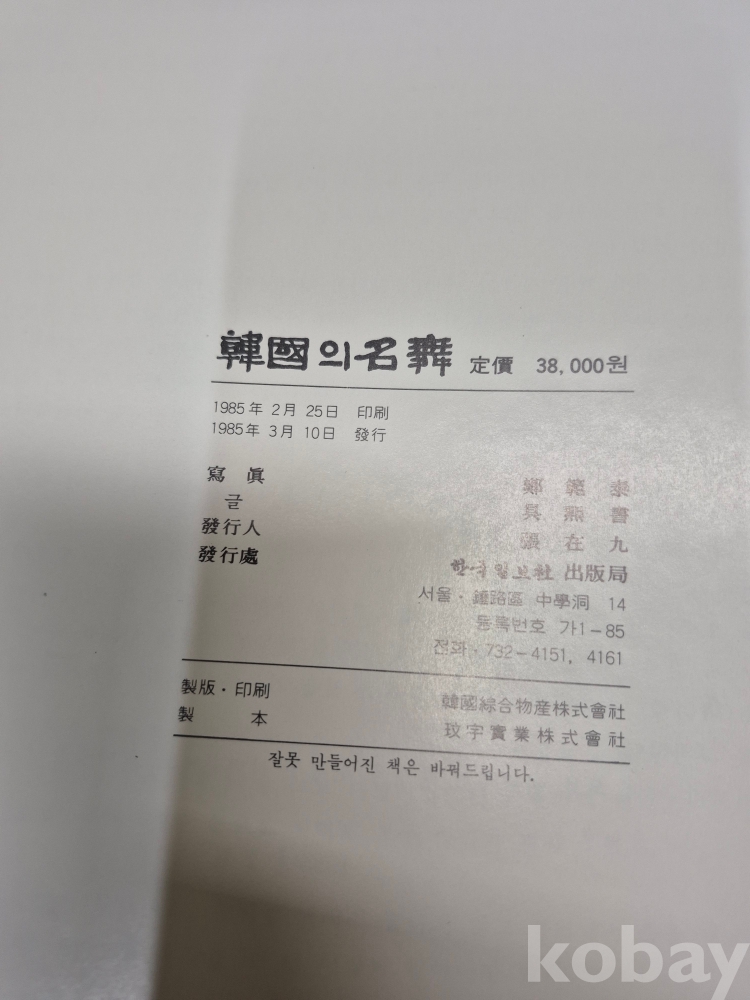 韓國의名舞 定價 38,000원
1985年 2月 25日 印刷
1985年 3月 10日 發行
寫眞 鄭範泰
글 具熙書
發行人 張在九
發行處 한국일보社 出版局
서울·鍾路區 中學洞 14
등록번호 가1-85
전화·732-4151, 4161
製版·印刷 韓國綜合物産株式會社
製本 玟宇實業株式會社
잘못 만들어진 책은 바꿔드립니다.
kobay